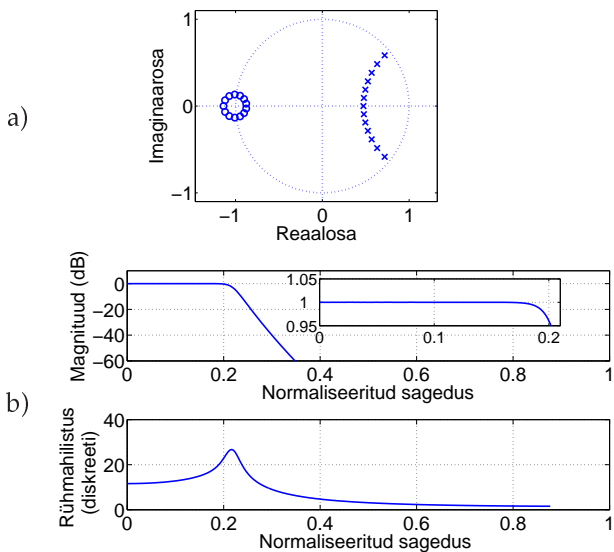 a)
Imaginaarosa
1
0
−1
−1 0 1
Reaalosa
b)
Magnituud (dB)
0
−20
−40
−60
1.05
1
0.95
0 0.1 0.2
0 0.2 0.4 0.6 0.8 1
Normaliseeritud sagedus
Rühmahilistus
(diskreeti)
40
20
0
0 0.2 0.4 0.6 0.8 1
Normaliseeritud sagedus